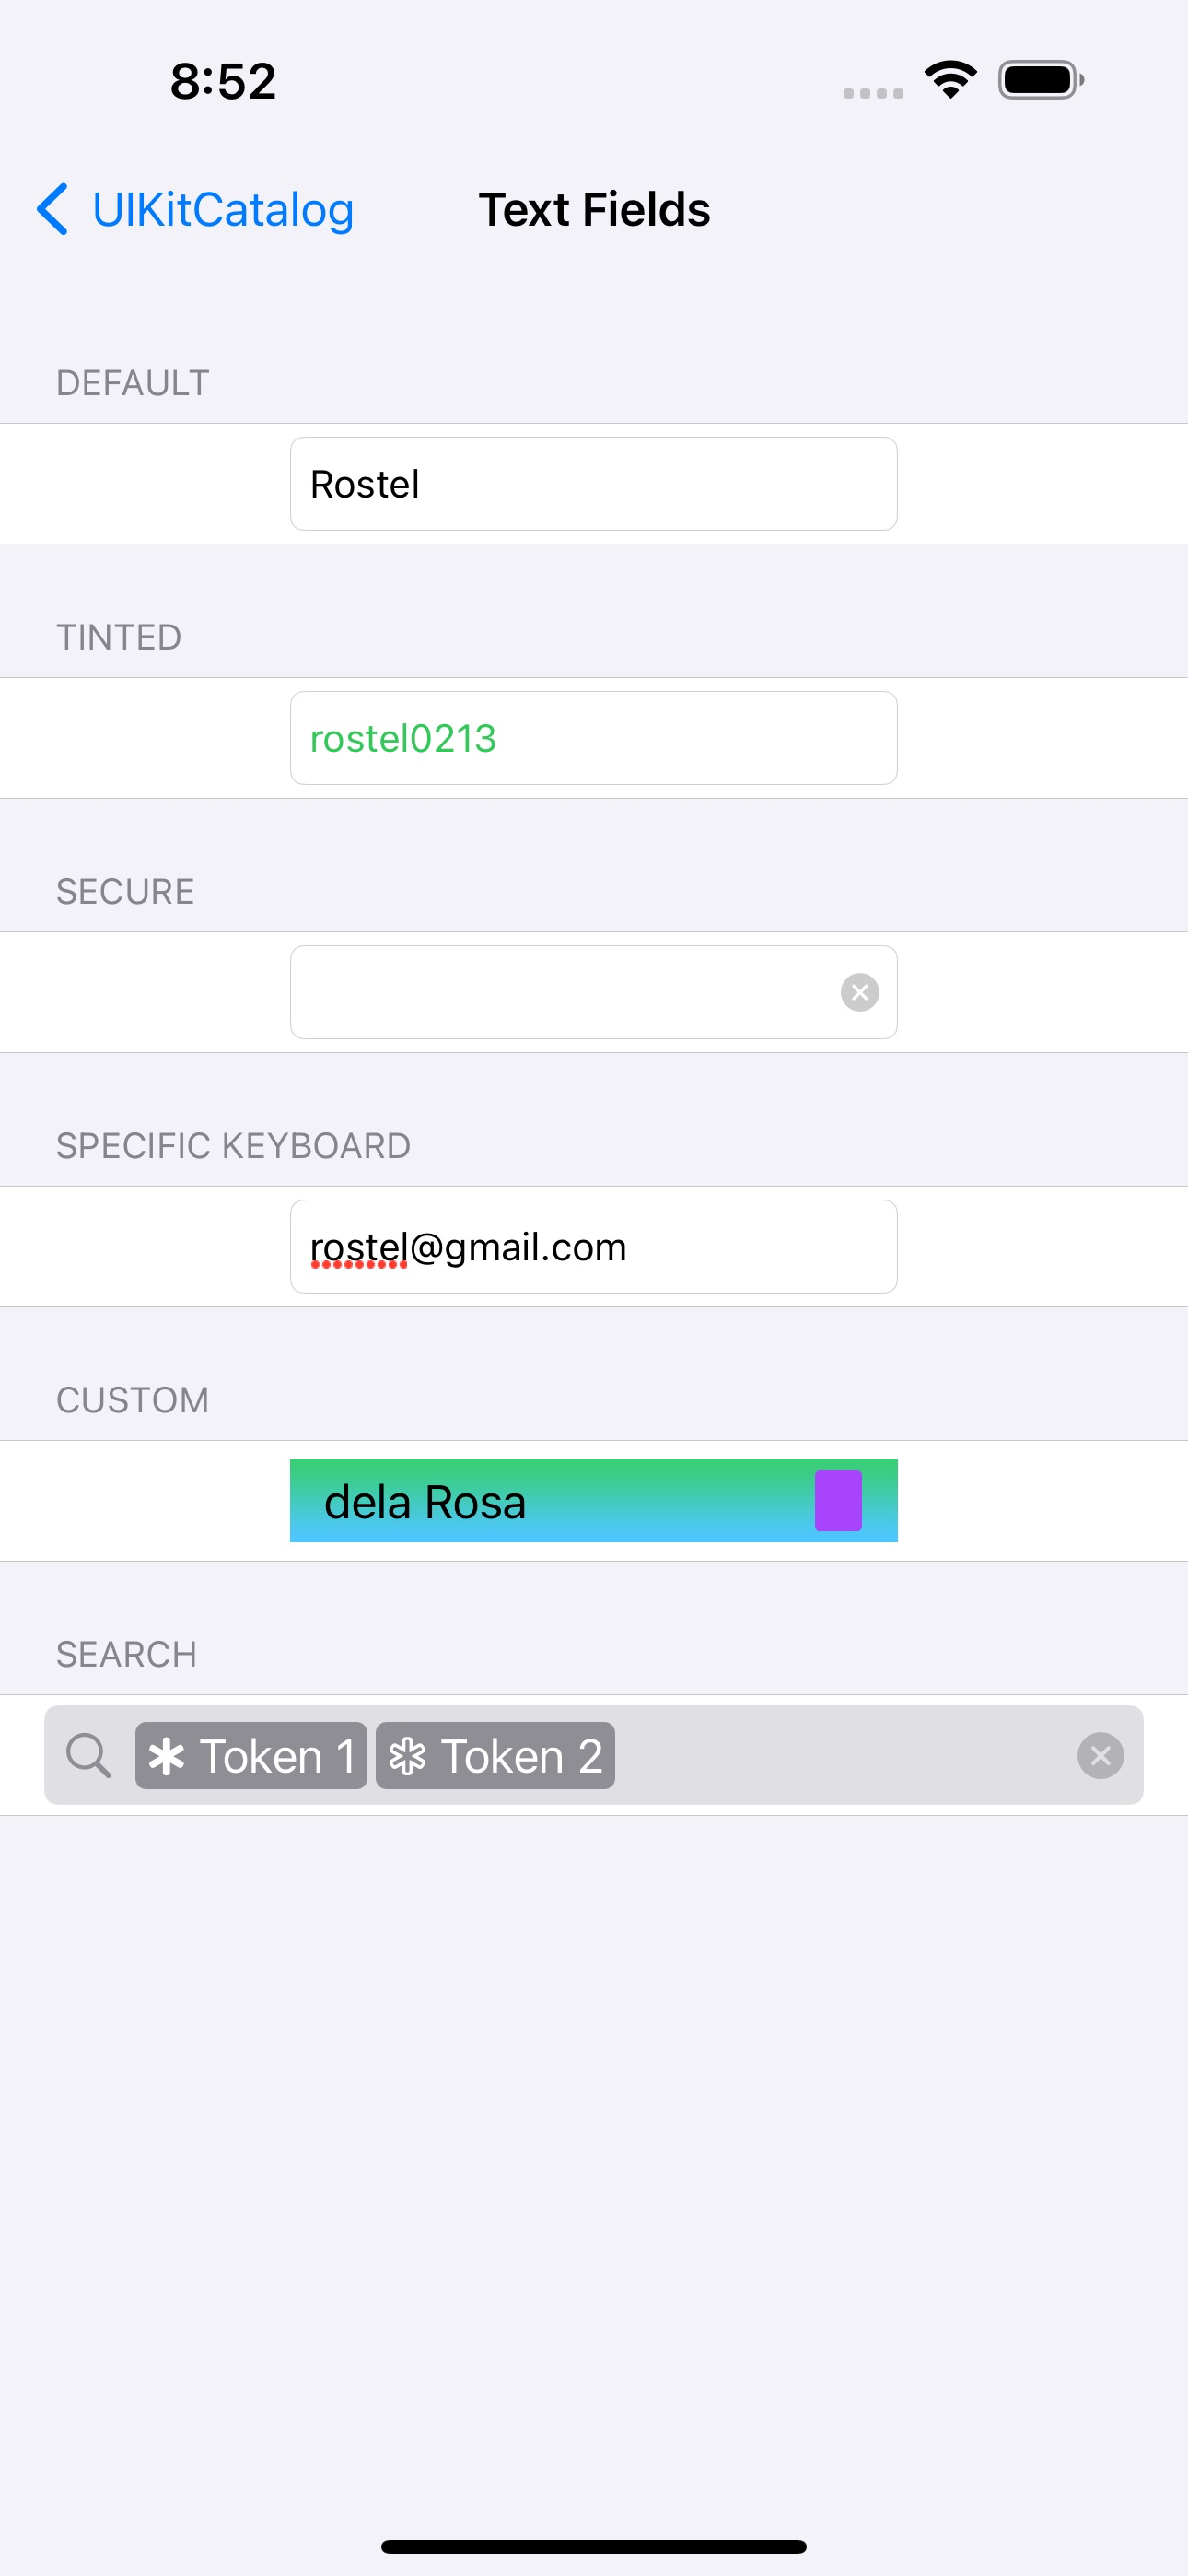 8:52
UIKitCatalog
Text Fields
DEFAULT
Rostel
TINTED
rostel0213
SECURE
SPECIFIC KEYBOARD
rostel@gmail.com
CUSTOM
dela Rosa
SEARCH
Token 1 Token 2